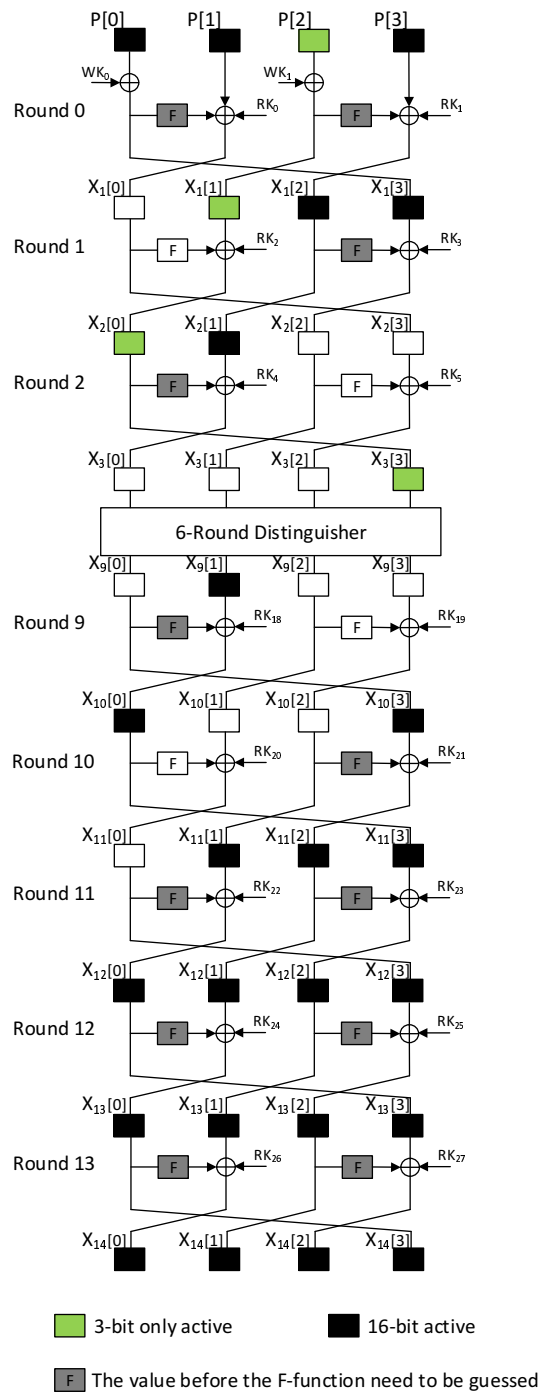 P[0] P[1] P[2] P[3]
WK₀ WK₁
Round 0 F RK₀ F RK₁
X₁[0] X₁[1] X₁[2] X₁[3]
Round 1 F RK₂ F RK₃
X₂[0] X₂[1] X₂[2] X₂[3]
Round 2 F RK₄ F RK₅
X₃[0] X₃[1] X₃[2] X₃[3]
6-Round Distinguisher
X₉[0] X₉[1] X₉[2] X₉[3]
Round 9 F RK₁₈ F RK₁₉
X₁₀[0] X₁₀[1] X₁₀[2] X₁₀[3]
Round 10 F RK₂₀ F RK₂₁
X₁₁[0] X₁₁[1] X₁₁[2] X₁₁[3]
Round 11 F RK₂₂ F RK₂₃
X₁₂[0] X₁₂[1] X₁₂[2] X₁₂[3]
Round 12 F RK₂₄ F RK₂₅
X₁₃[0] X₁₃[1] X₁₃[2] X₁₃[3]
Round 13 F RK₂₆ F RK₂₇
X₁₄[0] X₁₄[1] X₁₄[2] X₁₄[3]
3-bit only active 16-bit active
F The value before the F-function need to be guessed